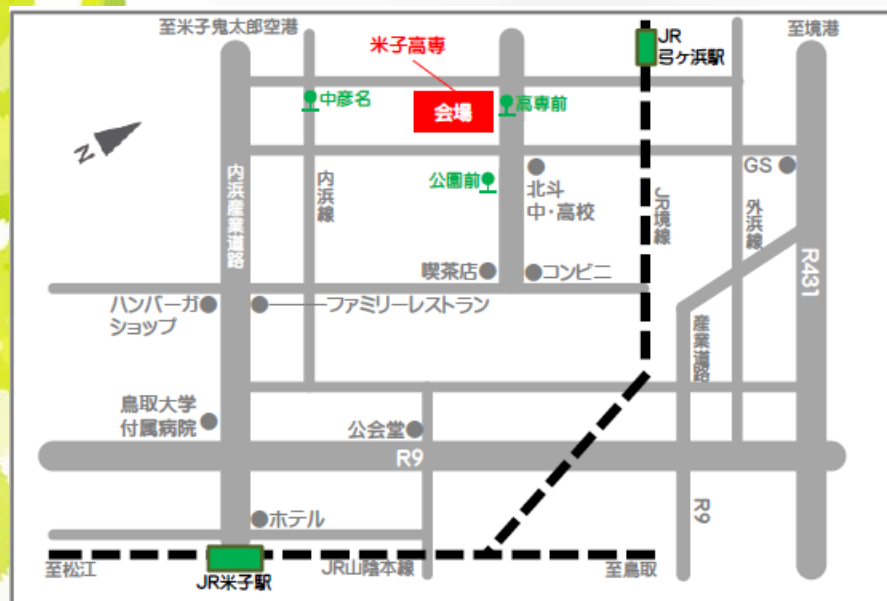 至米子鬼太郎空港
米子高専
JR
弓ヶ浜駅
至境港
中彦名
会場
高専前
N
内浜産業道路
内浜線
公園前
北斗
中・高校
JR境線
GS
外浜線
R431
喫茶店
コンビニ
ハンバーガ
ショップ
ファミリーレストラン
産業道路
鳥取大学
付属病院
公会堂
R9
R9
ホテル
至松江
JR米子駅
JR山陰本線
至鳥取